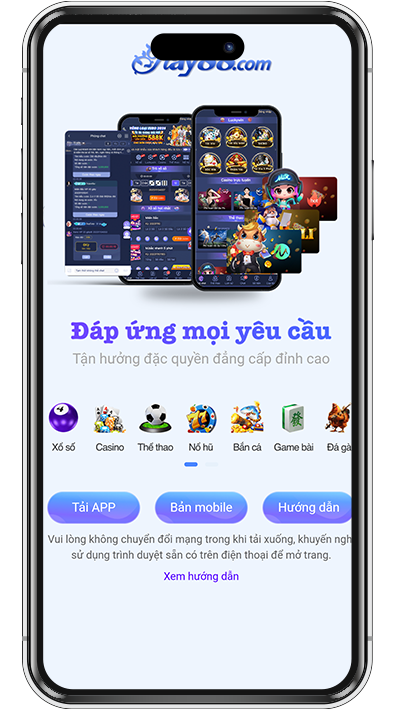 Đáp ứng mọi yêu cầu
Tận hưởng đặc quyền đẳng cấp đỉnh cao
Xổ số
Casino
Thể thao
Nổ hũ
Bắn cá
Game bài
Đá gà
Tải APP
Bản mobile
Hướng dẫn
Vui lòng không chuyển đổi mạng trong khi tải xuống, khuyến ngh
sử dụng trình duyệt sẵn có trên điện thoại để mở trang.
Xem hướng dẫn